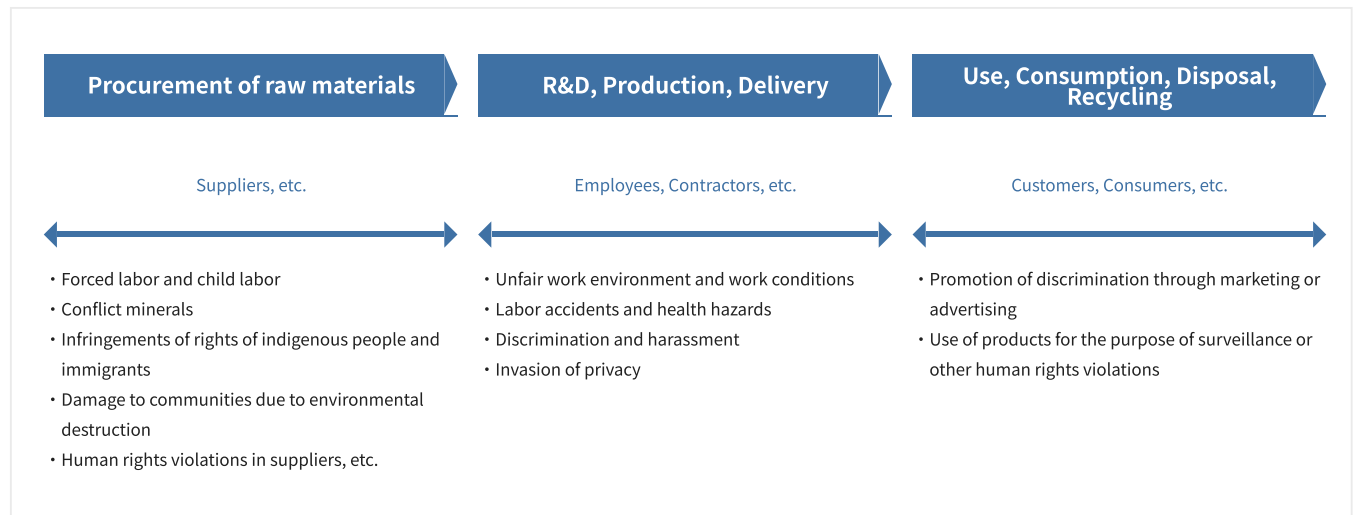 Procurement of raw materials
R&D, Production, Delivery
Use, Consumption, Disposal,
Recycling
Suppliers, etc.
Employees, Contractors, etc.
Customers, Consumers, etc.
・Forced labor and child labor
・Conflict minerals
・Infringements of rights of indigenous people and
immigrants
・Damage to communities due to environmental
destruction
・Human rights violations in suppliers, etc.
・Unfair work environment and work conditions
・Labor accidents and health hazards
・Discrimination and harassment
・Invasion of privacy
・Promotion of discrimination through marketing or
advertising
・Use of products for the purpose of surveillance or
other human rights violations